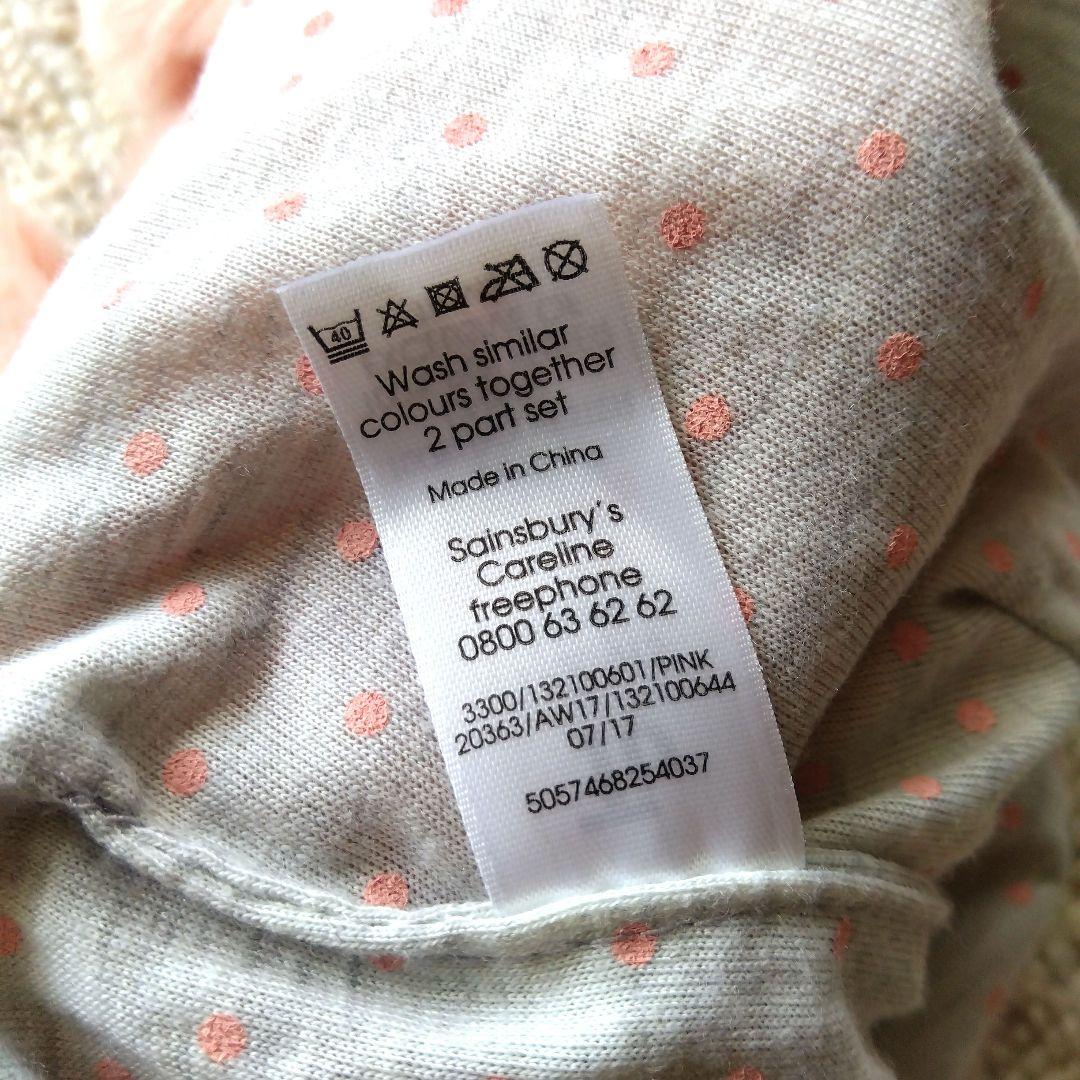 40
Wash similar
colours together
2 part set
Made in China
Sainsbury's
Careline
freephone
0800 63 62 62
3300/132100601/PINK
20363/AW17/132100644
07/17
5057468254037